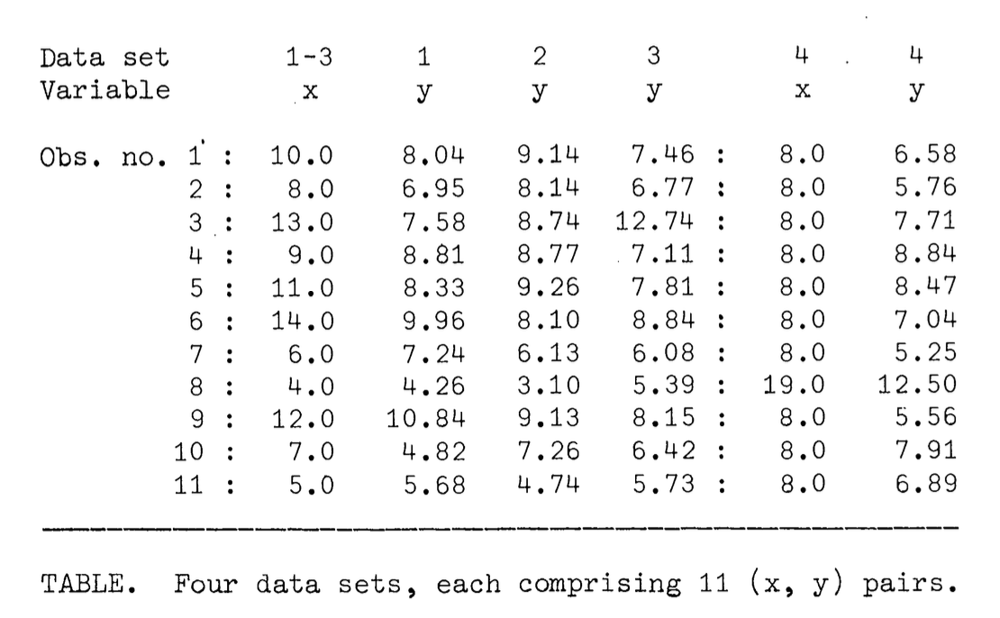 Data set 1-3 1 2 3 4 4
Variable x y y y x y
Obs. no. 1 : 10.0 8.04 9.14 7.46 : 8.0 6.58
2 : 8.0 6.95 8.14 6.77 : 8.0 5.76
3 : 13.0 7.58 8.74 12.74 : 8.0 7.71
4 : 9.0 8.81 8.77 7.11 : 8.0 8.84
5 : 11.0 8.33 9.26 7.81 : 8.0 8.47
6 : 14.0 9.96 8.10 8.84 : 8.0 7.04
7 : 6.0 7.24 6.13 6.08 : 8.0 5.25
8 : 4.0 4.26 3.10 5.39 : 19.0 12.50
9 : 12.0 10.84 9.13 8.15 : 8.0 5.56
10 : 7.0 4.82 7.26 6.42 : 8.0 7.91
11 : 5.0 5.68 4.74 5.73 : 8.0 6.89
TABLE. Four data sets, each comprising 11 (x, y) pairs.